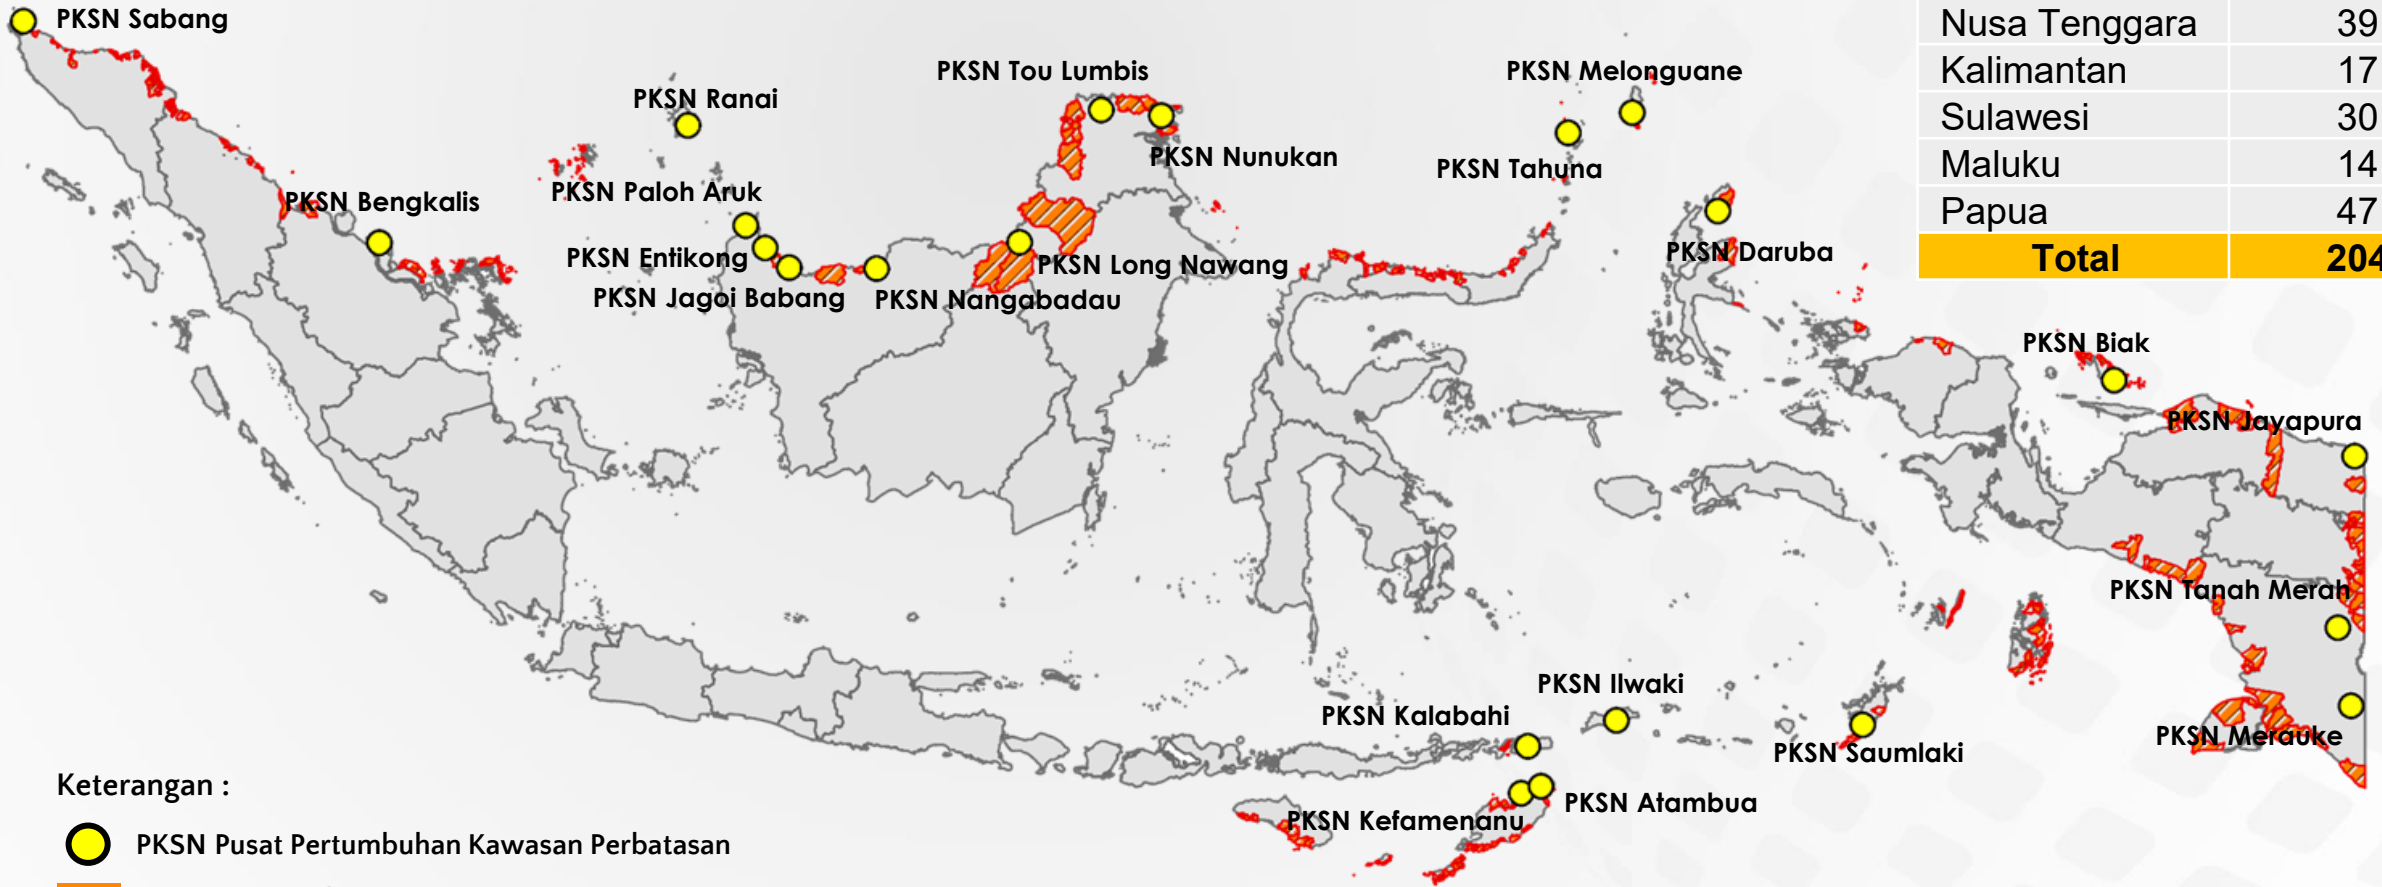 PKSN Sabang
Nusa Tenggara 39
Kalimantan 17
Sulawesi 30
Maluku 14
Papua 47
Total 204
PKSN Tou Lumbis
PKSN Melonguane
PKSN Ranai
PKSN Nunukan
PKSN Tahuna
PKSN Paloh Aruk
PKSN Bengkalis
PKSN Daruba
PKSN Entikong
PKSN Long Nawang
PKSN Jagoi Babang
PKSN Nangabadau
PKSN Biak
PKSN Jayapura
PKSN Tanah Merah
PKSN Ilwaki
PKSN Kalabahi
PKSN Merauke
PKSN Saumlaki
PKSN Atambua
PKSN Kefamenanu
Keterangan :
PKSN Pusat Pertumbuhan Kawasan Perbatasan